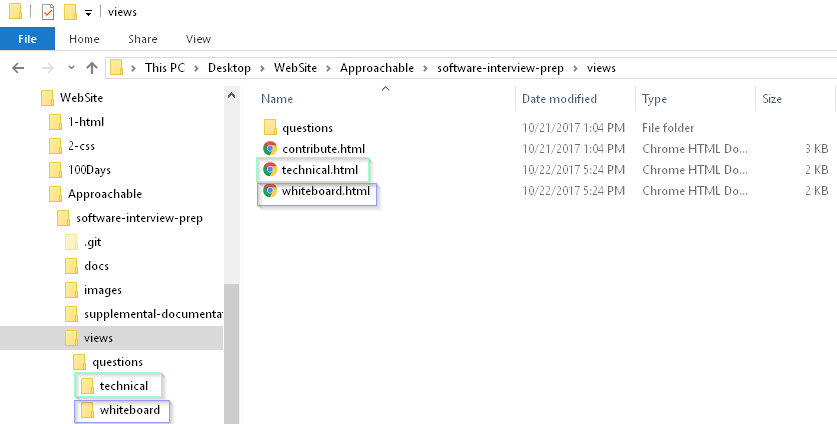 views
File Home Share View
This PC Desktop WebSite Approachable software-interview-prep views
WebSite
1-html
2-css
100Days
Approachable
software-interview-prep
.git
docs
images
supplemental-documentat
views
questions
technical
whiteboard
Name Date modified Type Size
questions 10/21/2017 1:04 PM File folder
contribute.html 10/21/2017 1:04 PM Chrome HTML Do... 3 KB
technical.html 10/22/2017 5:24 PM Chrome HTML Do... 2 KB
whiteboard.html 10/22/2017 5:24 PM Chrome HTML Do... 2 KB